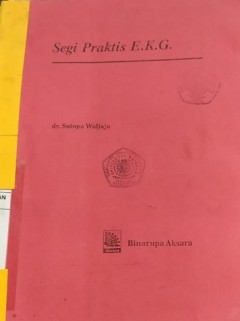 Segi Praktis E.K.G.
dr. Sutopo Widjaja
Binarupa Aksara